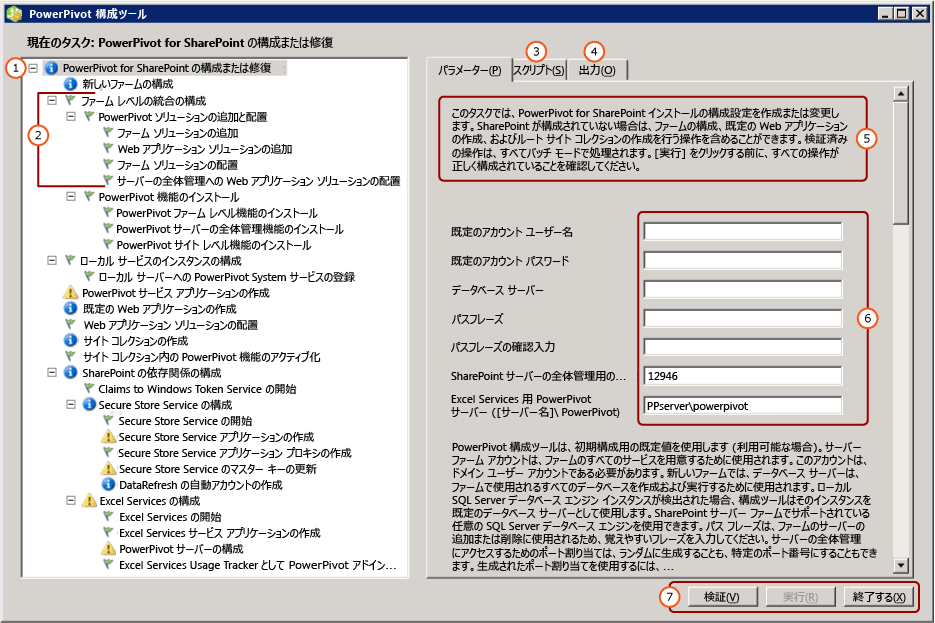 PowerPivot 構成ツール
現在のタスク: PowerPivot for SharePoint の構成または修復
1
PowerPivot for SharePoint の構成または修復
新しいファームの構成
ファーム レベルの統合の構成
2
PowerPivot ソリューションの追加と配置
ファーム ソリューションの追加
Web アプリケーション ソリューションの追加
ファーム ソリューションの配置
サーバーの全体管理への Web アプリケーション ソリューションの配置
PowerPivot 機能のインストール
PowerPivot ファーム レベル機能のインストール
PowerPivot サーバーの全体管理機能のインストール
PowerPivot サイト レベル機能のインストール
ローカル サービスのインスタンスの構成
ローカル サーバーへの PowerPivot System サービスの登録
PowerPivot サービス アプリケーションの作成
既定の Web アプリケーションの作成
Web アプリケーション ソリューションの配置
サイト コレクションの作成
サイト コレクション内の PowerPivot 機能のアクティブ化
SharePoint の依存関係の構成
Claims to Windows Token Service の開始
Secure Store Service の構成
Secure Store Service の開始
Secure Store Service アプリケーションの作成
Secure Store Service アプリケーション プロキシの作成
Secure Store Service のマスター キーの更新
DataRefresh の自動アカウントの作成
Excel Services の構成
Excel Services の開始
Excel Services サービス アプリケーションの作成
PowerPivot サーバーの構成
Excel Services Usage Tracker として PowerPivot アドイン...
3
4
パラメーター(P)
スクリプト(S)
出力(O)
このタスクでは、PowerPivot for SharePoint インストールの構成設定を作成または変更しま
す。SharePoint が構成されていない場合は、ファームの構成、既定の Web アプリケーション
の作成、およびルート サイト コレクションの作成を行う操作を含めることができます。検証済み
の操作は、すべてバッチ モードで処理されます。[実行] をクリックする前に、すべての操作が
正しく構成されていることを確認してください。
5
既定のアカウント ユーザー名
既定のアカウント パスワード
データベース サーバー
パスフレーズ
6
パスフレーズの確認入力
SharePoint サーバーの全体管理用の...
12946
Excel Services 用 PowerPivot
サーバー ([サーバー名]\ PowerPivot)
PPserver\powerpivot
PowerPivot 構成ツールは、初期構成用の既定値を使用します (利用可能な場合)。サーバー
ファーム アカウントは、ファームのすべてのサービスを用意するために使用されます。このアカウントは、
ドメイン ユーザー アカウントである必要があります。新しいファームでは、データベース サーバーは、
ファームで使用されるすべてのデータベースを作成および実行するために使用されます。ローカル
SQL Server データベース エンジン インスタンスが検出された場合、構成ツールはそのインスタンスを
既定のデータベース サーバーとして使用します。SharePoint サーバー ファームでサポートされている
任意の SQL Server データベース エンジンを使用できます。パス フレーズは、ファームのサーバーの
追加または削除に使用されるため、覚えやすいフレーズを入力してください。サーバーの全体管理
にアクセスするためのポート割り当ては、ランダムに生成することも、特定のポート番号にすることもでき
ます。生成されたポート割り当てを使用するには、...
7
検証(V)
実行(R)
終了する(X)